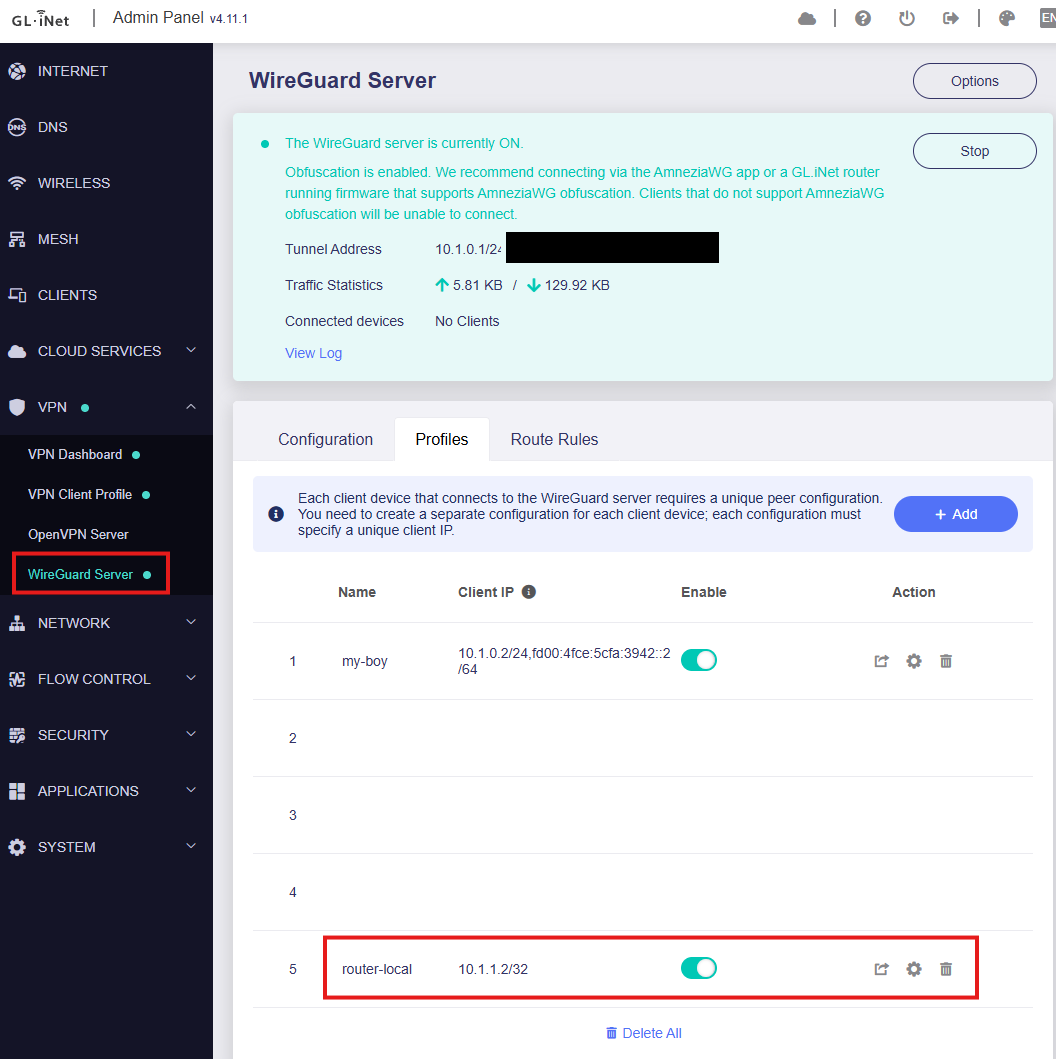 GL·iNet | Admin Panel v4.11.1
EN
INTERNET
DNS
WIRELESS
MESH
CLIENTS
CLOUD SERVICES
VPN
VPN Dashboard
VPN Client Profile
OpenVPN Server
WireGuard Server
NETWORK
FLOW CONTROL
SECURITY
APPLICATIONS
SYSTEM
WireGuard Server
Options
The WireGuard server is currently ON.
Stop
Obfuscation is enabled. We recommend connecting via the AmneziaWG app or a GL.iNet router
running firmware that supports AmneziaWG obfuscation. Clients that do not support AmneziaWG
obfuscation will be unable to connect.
Tunnel Address 10.1.0.1/24
Traffic Statistics ↑ 5.81 KB / ↓ 129.92 KB
Connected devices No Clients
View Log
Configuration Profiles Route Rules
Each client device that connects to the WireGuard server requires a unique peer configuration.
You need to create a separate configuration for each client device; each configuration must
specify a unique client IP.
+ Add
Name Client IP Enable Action
1 my-boy 10.1.0.2/24,fd00:4fce:5cfa:3942::2
/64
2
3
4
5 router-local 10.1.1.2/32
Delete All